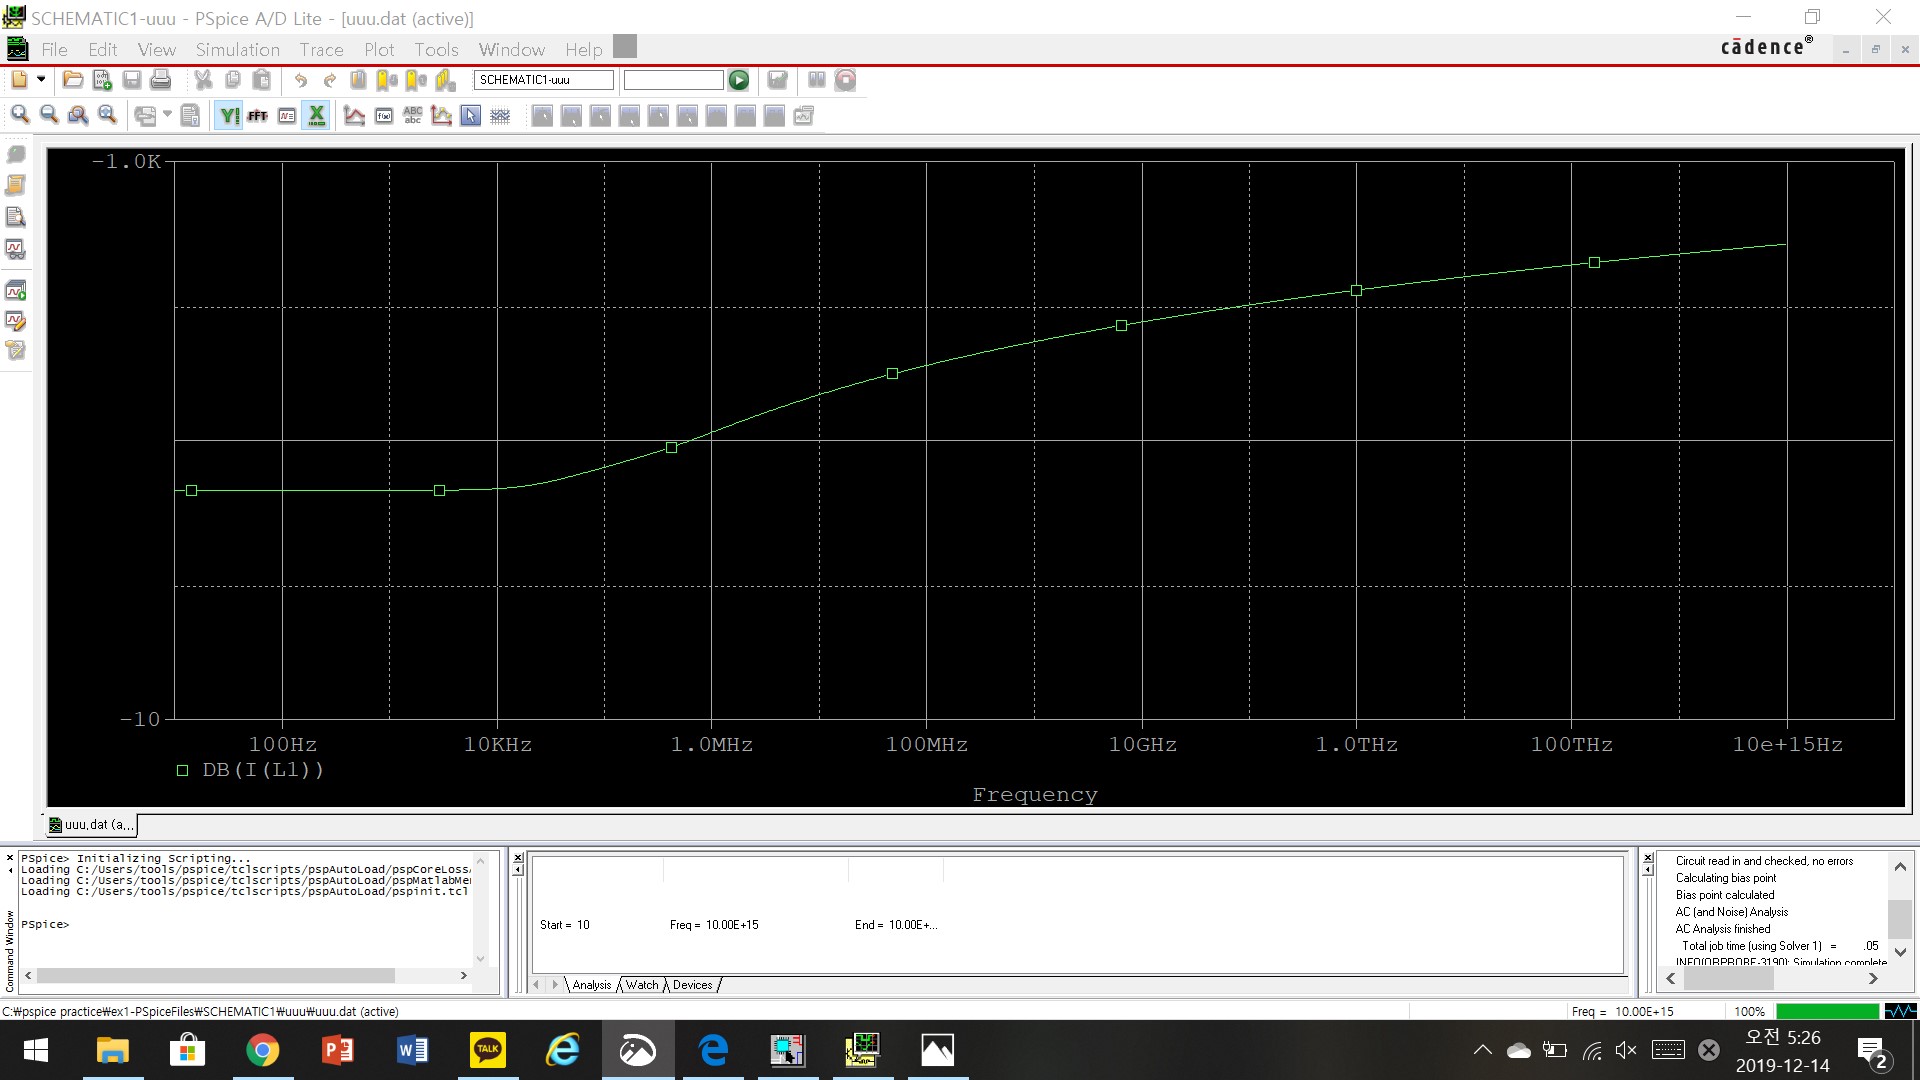 SCHEMATIC1-uuu - PSpice A/D Lite - [uuu.dat (active)]
File Edit View Simulation Trace Plot Tools Window Help
cādence®
SCHEMATIC1-uuu
FFT
ABC
abc
-1.0K
-10
100Hz 10KHz 1.0MHz 100MHz 10GHz 1.0THz 100THz 10e+15Hz
DB(I(L1))
Frequency
uuu.dat (a...
PSpice> Initializing Scripting...
Loading C:/Users/tools/pspice/tclscripts/pspAutoLoad/pspCoreLoss
Loading C:/Users/tools/pspice/tclscripts/pspAutoLoad/pspMatlabMe
Loading C:/Users/tools/pspice/tclscripts/pspAutoLoad/pspinit.tcl
PSpice>
Command Window
Start = 10 Freq = 10.00E+15 End = 10.00E+...
Analysis Watch Devices
Circuit read in and checked, no errors
Calculating bias point
Bias point calculated
AC (and Noise) Analysis
AC Analysis finished
Total job time (using Solver 1) = .05
INFO(ORPROBE-3190): Simulation complete
C:₩pspice practice₩ex1-PSpiceFiles₩SCHEMATIC1₩uuu₩uuu.dat (active)
Freq = 10.00E+15 100%
TALK
오전 5:26
2019-12-14
2